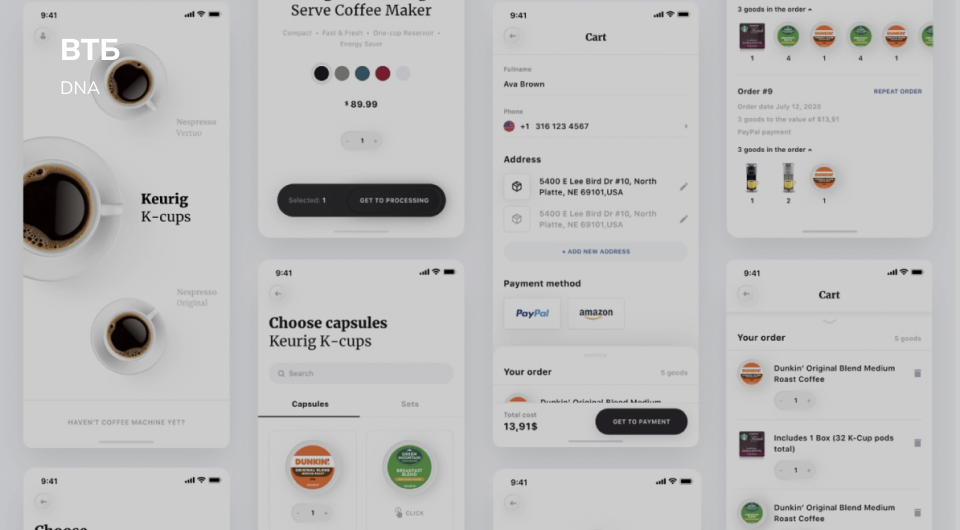 ВТБ
DNA
9:41
Nespresso
Vertuo
Keurig
K-cups
Nespresso
Original
HAVEN'T COFFEE MACHINE YET?
9:41
Choose
Serve Coffee Maker
Compact • Fast & Fresh • One-cup Reservoir •
Energy Saver
$ 89.99
- 1 +
Selected: 1 GET TO PROCESSING
9:41
Choose capsules
Keurig K-cups
Search
Capsules Sets
DUNKIN'
ORIGINAL BLEND
GREEN MOUNTAIN
BREAKFAST BLEND
- 1 +
CLICK
9:41
Cart
Fullname
Ava Brown
Phone
+1 316 123 4567
Address
5400 E Lee Bird Dr #10, North
Platte, NE 69101,USA
5400 E Lee Bird Dr #10, North
Platte, NE 69101,USA
+ ADD NEW ADDRESS
Payment method
PayPal amazon
Your order 5 goods
Dunkin' Original Blend Medium
Total cost
13,91$
GET TO PAYMENT
9:41
3 goods in the order
1 4 1 4 1
Order #9 REPEAT ORDER
Order date July 12, 2020
3 goods to the value of $13,91
PayPal payment
3 goods in the order
1 2 1
9:41
Cart
Your order 5 goods
Dunkin' Original Blend Medium
Roast Coffee
- 1 +
Includes 1 Box (32 K-Cup pods
total)
- 1 +
Dunkin' Original Blend Medium
Roast Coffee